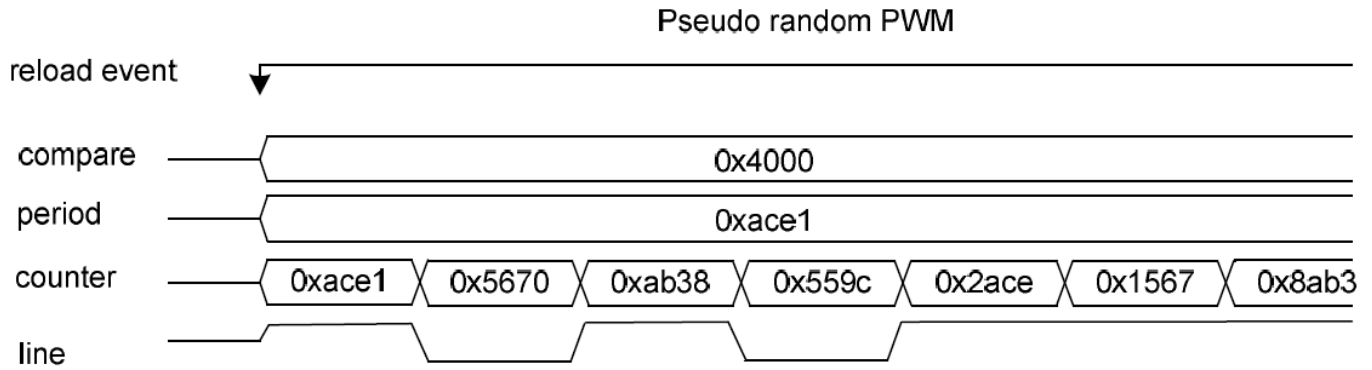 Pseudo random PWM
reload event
compare 0x4000
period 0xace1
counter 0xace1 0x5670 0xab38 0x559c 0x2ace 0x1567 0x8ab3
line